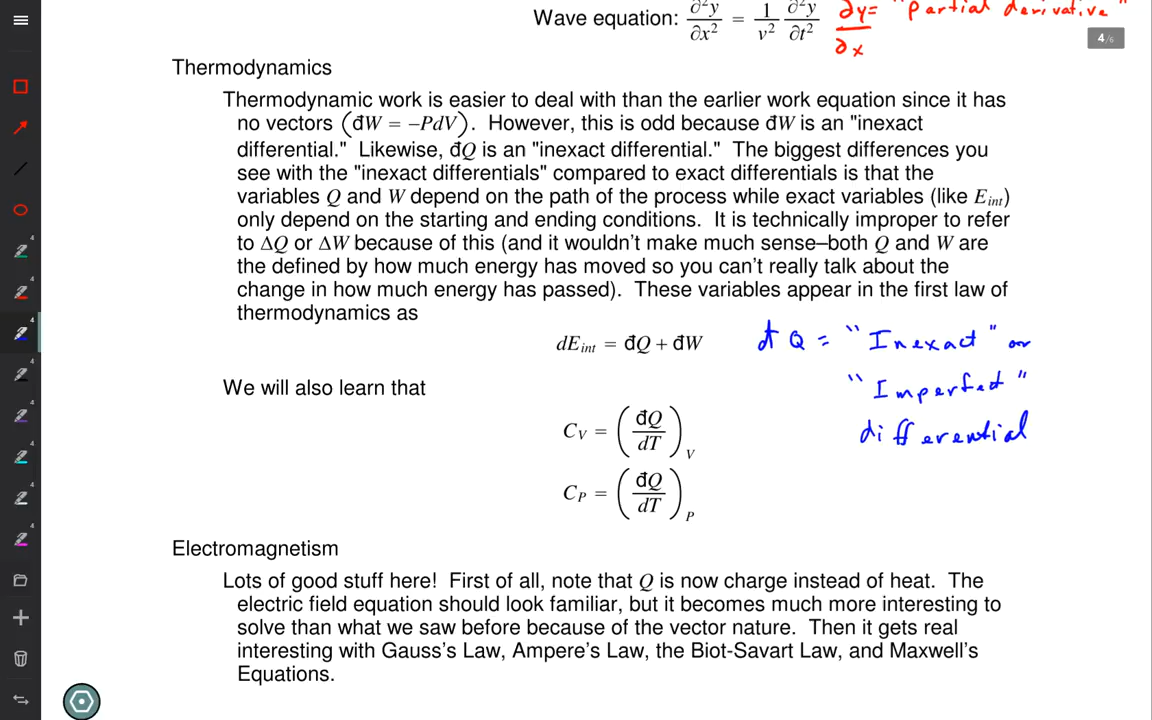 Wave equation: ∂²y/∂x² = 1/v² ∂²y/∂t² ∂y/∂x = "partial derivative"
4/6
Thermodynamics
Thermodynamic work is easier to deal with than the earlier work equation since it has
no vectors (đW = −PdV). However, this is odd because đW is an "inexact
differential." Likewise, đQ is an "inexact differential." The biggest differences you
see with the "inexact differentials" compared to exact differentials is that the
variables Q and W depend on the path of the process while exact variables (like E_int)
only depend on the starting and ending conditions. It is technically improper to refer
to ΔQ or ΔW because of this (and it wouldn't make much sense–both Q and W are
the defined by how much energy has moved so you can't really talk about the
change in how much energy has passed). These variables appear in the first law of
thermodynamics as
dE_int = đQ + đW
đQ = "Inexact" or
"Imperfect"
differential
We will also learn that
C_V = (đQ/dT)_V
C_P = (đQ/dT)_P
Electromagnetism
Lots of good stuff here! First of all, note that Q is now charge instead of heat. The
electric field equation should look familiar, but it becomes much more interesting to
solve than what we saw before because of the vector nature. Then it gets real
interesting with Gauss's Law, Ampere's Law, the Biot-Savart Law, and Maxwell's
Equations.